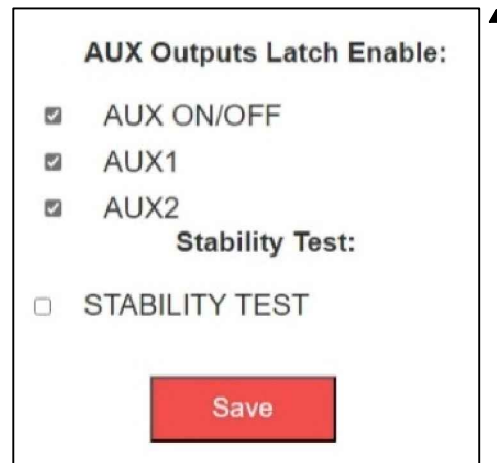 AUX Outputs Latch Enable:
AUX ON/OFF
AUX1
AUX2
Stability Test:
STABILITY TEST
Save